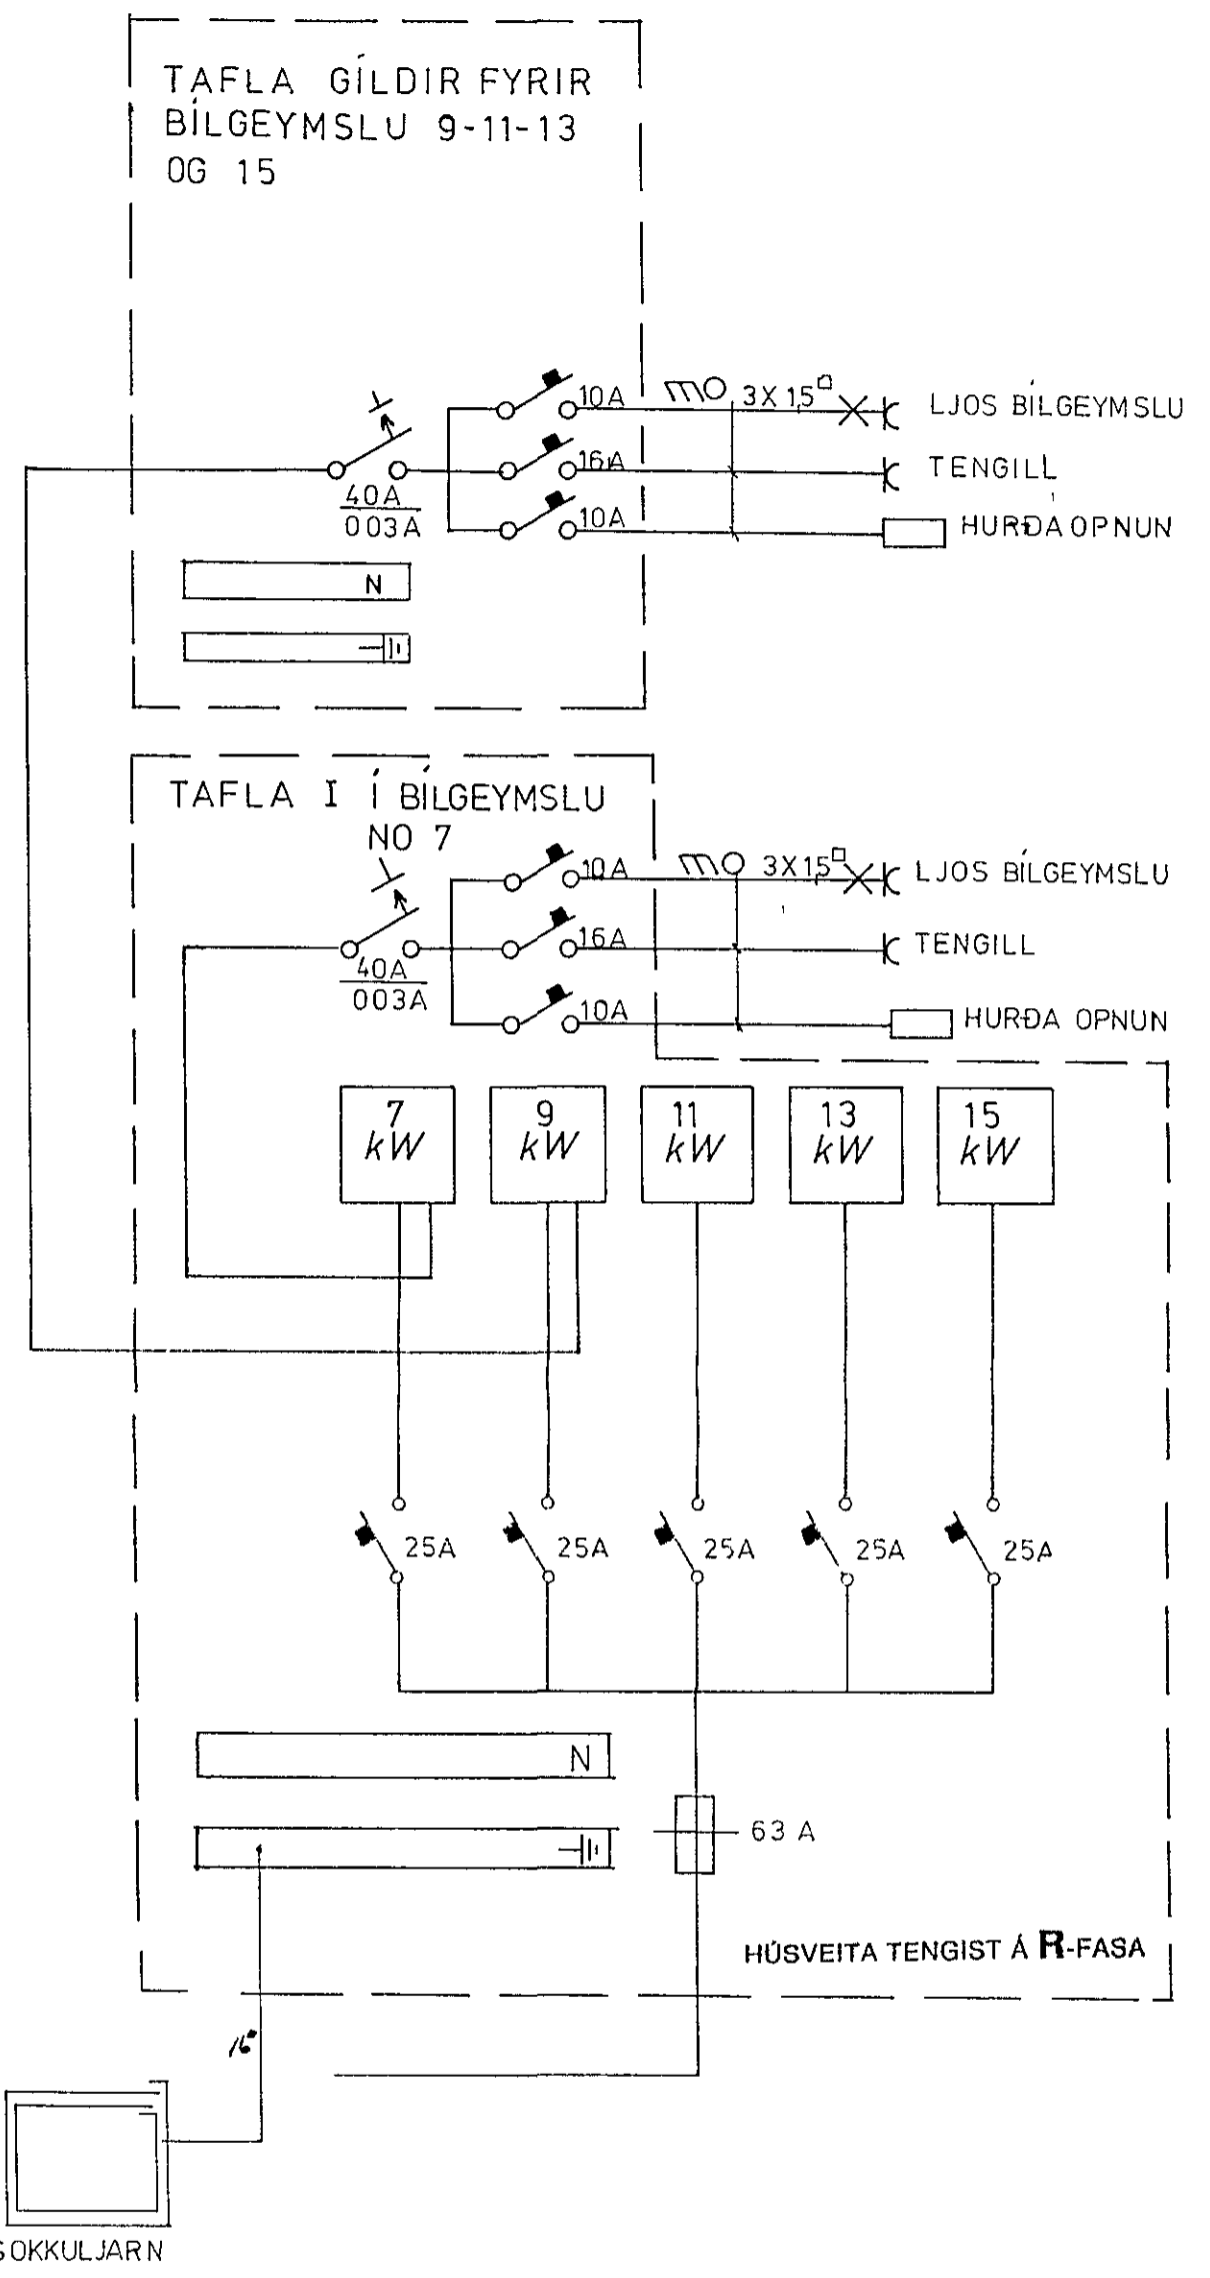 TAFLA GÍLDIR FYRIR
BÍLGEYMSLU 9-11-13
OG 15
10A
3X1,5□
LJOS BÍLGEYMSLU
16A
TENGILL
40A
003A
10A
HURÐA OPNUN
N
TAFLA I Í BÍLGEYMSLU
NO 7
10A
3X1,5□
LJOS BÍLGEYMSLU
16A
TENGILL
40A
003A
10A
HURÐA OPNUN
7
kW
9
kW
11
kW
13
kW
15
kW
25A
25A
25A
25A
25A
N
63 A
HÚSVEITA TENGIST Á R-FASA
16□
SOKKULJARN